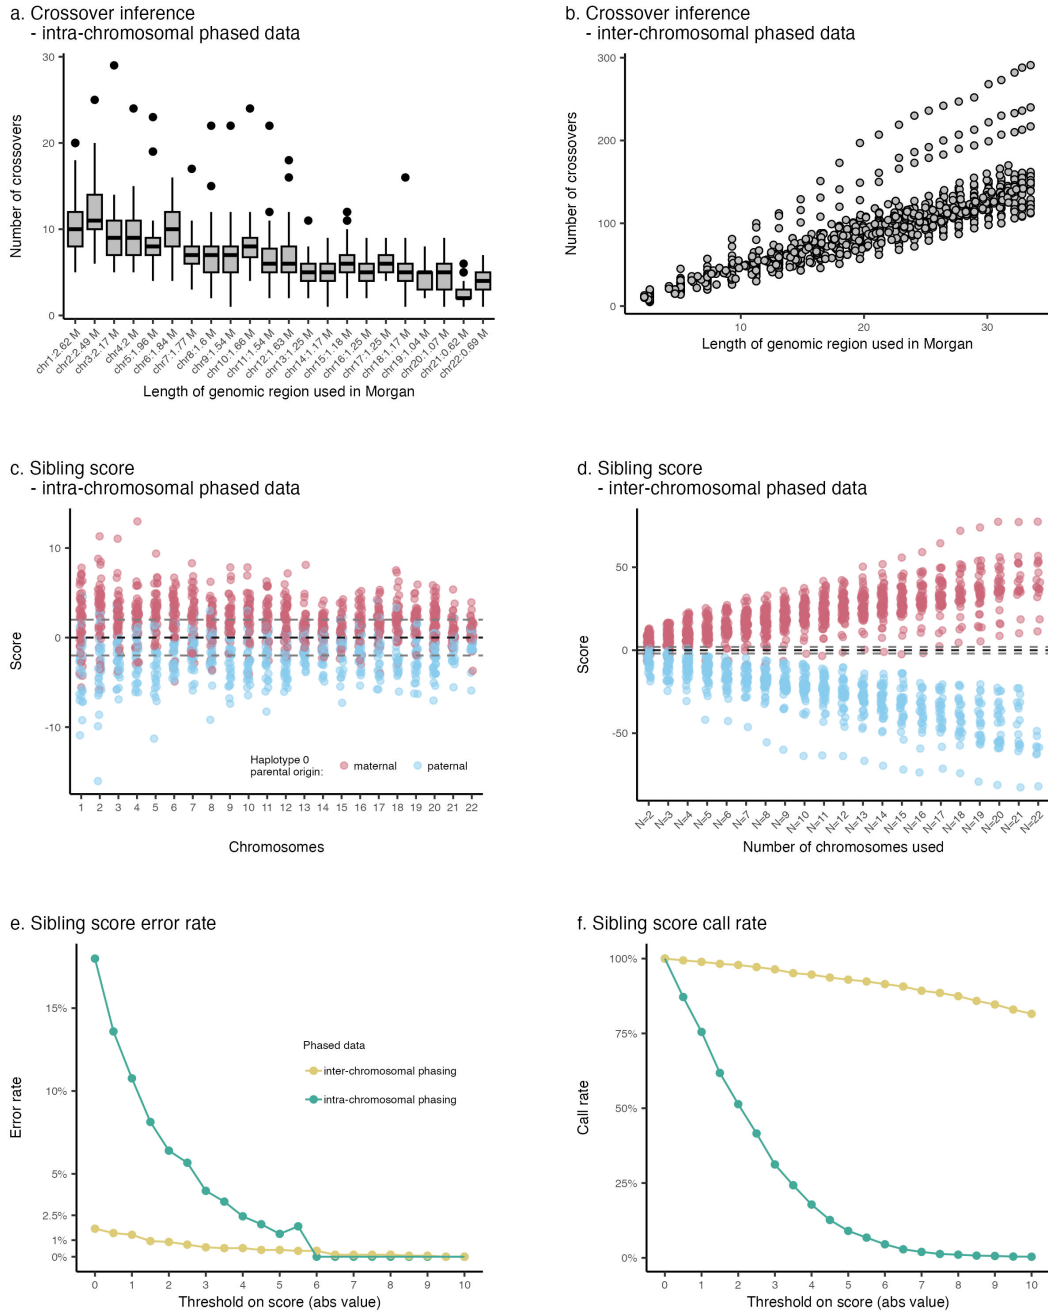 a. Crossover inference
- intra-chromosomal phased data
Number of crossovers
30
20
10
0
chr1:2.62 M
chr2:2.49 M
chr3:2.17 M
chr4:2 M
chr5:1.96 M
chr6:1.84 M
chr7:1.77 M
chr8:1.6 M
chr9:1.54 M
chr10:1.66 M
chr11:1.54 M
chr12:1.63 M
chr13:1.25 M
chr14:1.17 M
chr15:1.18 M
chr16:1.25 M
chr17:1.25 M
chr18:1.17 M
chr19:1.04 M
chr20:1.07 M
chr21:0.62 M
chr22:0.69 M
Length of genomic region used in Morgan
b. Crossover inference
- inter-chromosomal phased data
Number of crossovers
300
200
100
0
10
20
30
Length of genomic region used in Morgan
c. Sibling score
- intra-chromosomal phased data
Score
10
0
-10
Haplotype 0
parental origin:
maternal
paternal
1 2 3 4 5 6 7 8 9 10 11 12 13 14 15 16 17 18 19 20 21 22
Chromosomes
d. Sibling score
- inter-chromosomal phased data
Score
50
0
-50
N=2
N=3
N=4
N=5
N=6
N=7
N=8
N=9
N=10
N=11
N=12
N=13
N=14
N=15
N=16
N=17
N=18
N=19
N=20
N=21
N=22
Number of chromosomes used
e. Sibling score error rate
Error rate
15%
10%
5%
2.5%
1%
0%
Phased data
inter-chromosomal phasing
intra-chromosomal phasing
0 1 2 3 4 5 6 7 8 9 10
Threshold on score (abs value)
f. Sibling score call rate
Call rate
100%
75%
50%
25%
0%
0 1 2 3 4 5 6 7 8 9 10
Threshold on score (abs value)